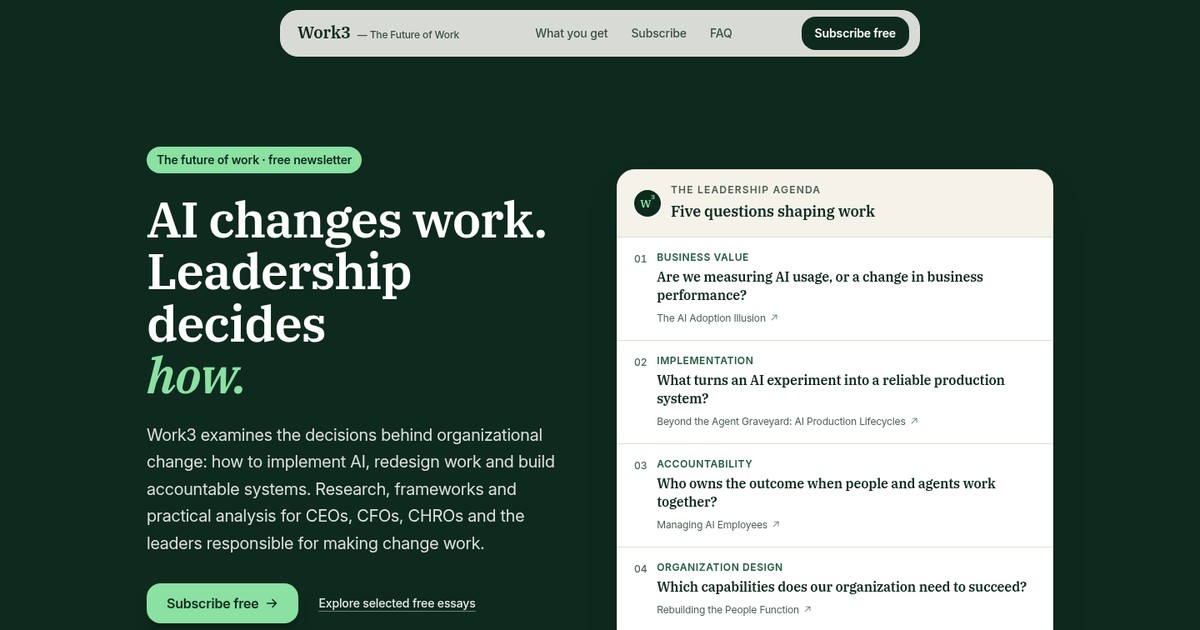 Work3 — The Future of Work
What you get
Subscribe
FAQ
Subscribe free
The future of work · free newsletter
AI changes work.
Leadership
decides
how.
Work3 examines the decisions behind organizational
change: how to implement AI, redesign work and build
accountable systems. Research, frameworks and
practical analysis for CEOs, CFOs, CHROs and the
leaders responsible for making change work.
Subscribe free →
Explore selected free essays
W3
THE LEADERSHIP AGENDA
Five questions shaping work
01 BUSINESS VALUE
Are we measuring AI usage, or a change in business
performance?
The AI Adoption Illusion ↗
02 IMPLEMENTATION
What turns an AI experiment into a reliable production
system?
Beyond the Agent Graveyard: AI Production Lifecycles ↗
03 ACCOUNTABILITY
Who owns the outcome when people and agents work
together?
Managing AI Employees ↗
04 ORGANIZATION DESIGN
Which capabilities does our organization need to succeed?
Rebuilding the People Function ↗